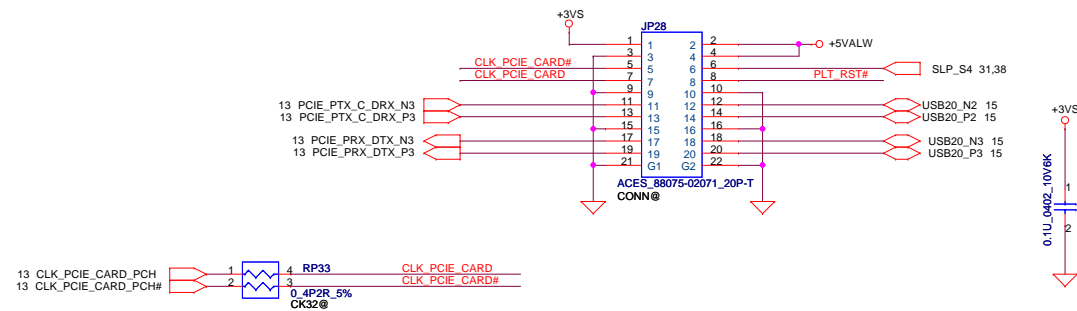 +3VS
JP28
1 1 2 2 +5VALW
3 3 4 4
CLK_PCIE_CARD# 5 5 6 6 SLP_S4 31,38
CLK_PCIE_CARD 7 7 8 8 PLT_RST#
9 9 10 10
13 PCIE_PTX_C_DRX_N3 11 11 12 12 USB20_N2 15
13 PCIE_PTX_C_DRX_P3 13 13 14 14 USB20_P2 15
15 15 16 16
13 PCIE_PRX_DTX_N3 17 17 18 18 USB20_N3 15
13 PCIE_PRX_DTX_P3 19 19 20 20 USB20_P3 15
21 G1 G2 22
ACES_88075-02071_20P-T
CONN@
+3VS
1
0.1U_0402_10V6K
2
13 CLK_PCIE_CARD_PCH 1 4 RP33 CLK_PCIE_CARD
13 CLK_PCIE_CARD_PCH# 2 3 CLK_PCIE_CARD#
0_4P2R_5%
CK32@